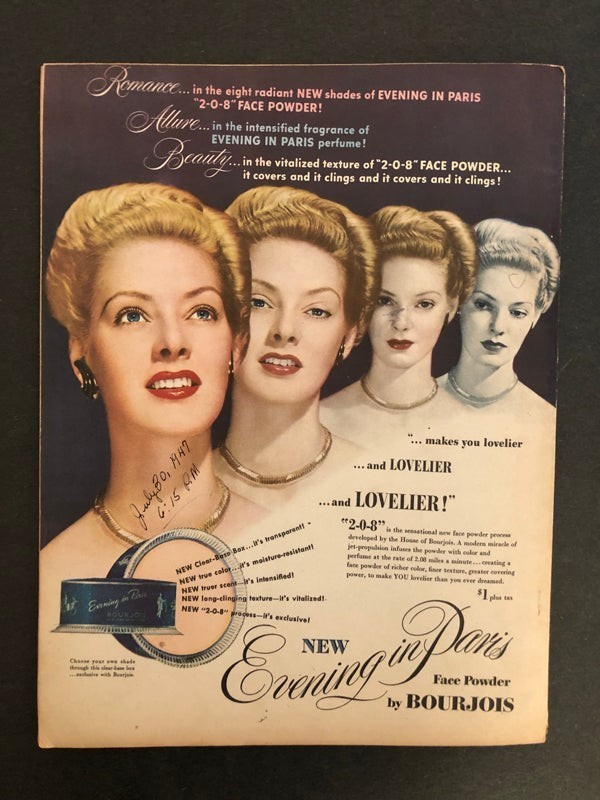 Romance... in the eight radiant NEW shades of EVENING IN PARIS
"2-0-8" FACE POWDER!
Allure... in the intensified fragrance of
EVENING IN PARIS perfume!
Beauty... in the vitalized texture of "2-0-8" FACE POWDER...
it covers and it clings and it covers and it clings!
"... makes you lovelier
...and LOVELIER
...and LOVELIER!"
July 30, 1947
6:15 PM
"2-0-8" is the sensational new face powder process
developed by the House of Bourjois. A modern miracle of
jet-propulsion infuses the powder with color and
perfume at the rate of 2.08 miles a minute... creating a
face powder of richer color, finer texture, greater covering
power, to make YOU lovelier than you ever dreamed.
$1 plus tax
NEW Clear-Base Box...it's transparent!
NEW true color...it's moisture-resistant!
NEW truer scent—it's intensified!
NEW long-clinging texture—it's vitalized!
NEW "2-0-8" process—it's exclusive!
Evening in Paris
BOURJOIS
Choose your own shade
through this clear-base box
...exclusive with Bourjois.
NEW
Evening in Paris
Face Powder
by BOURJOIS